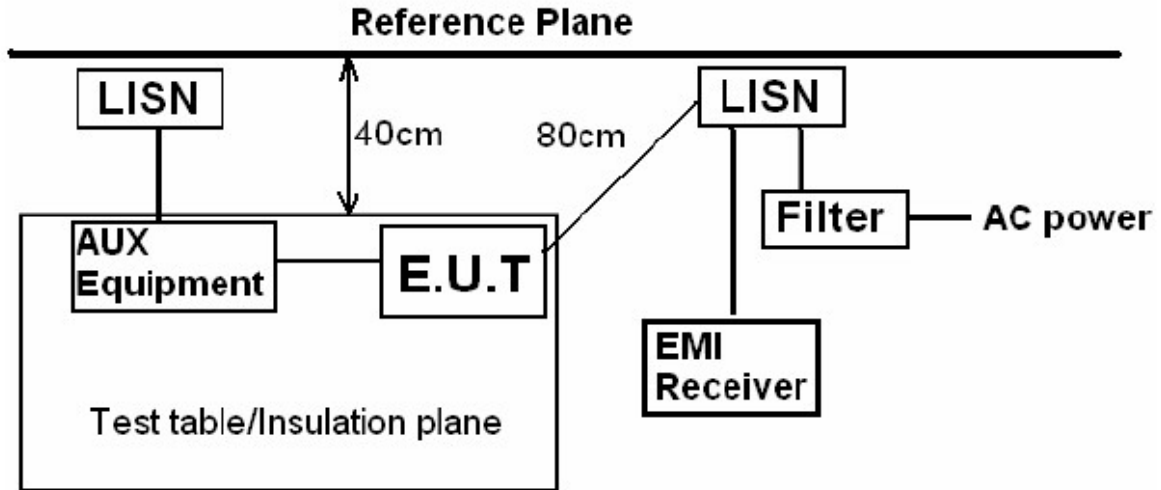 Reference Plane
LISN
40cm
80cm
LISN
AUX
Equipment
E.U.T
Filter
AC power
EMI
Receiver
Test table/Insulation plane